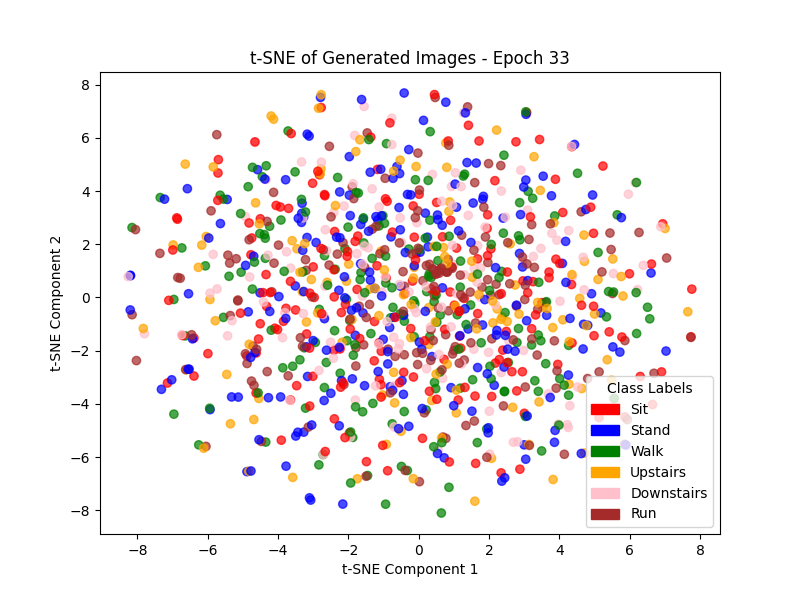 t-SNE of Generated Images - Epoch 33
8
6
4
2
0
−2
−4
−6
−8
t-SNE Component 2
−8 −6 −4 −2 0 2 4 6 8
t-SNE Component 1
Class Labels
Sit
Stand
Walk
Upstairs
Downstairs
Run